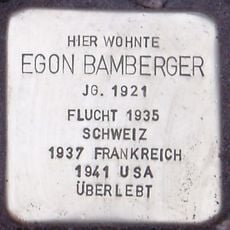 HIER WOHNTE
EGON BAMBERGER
JG. 1921
FLUCHT 1935
SCHWEIZ
1937 FRANKREICH
1941 USA
ÜBERLEBT